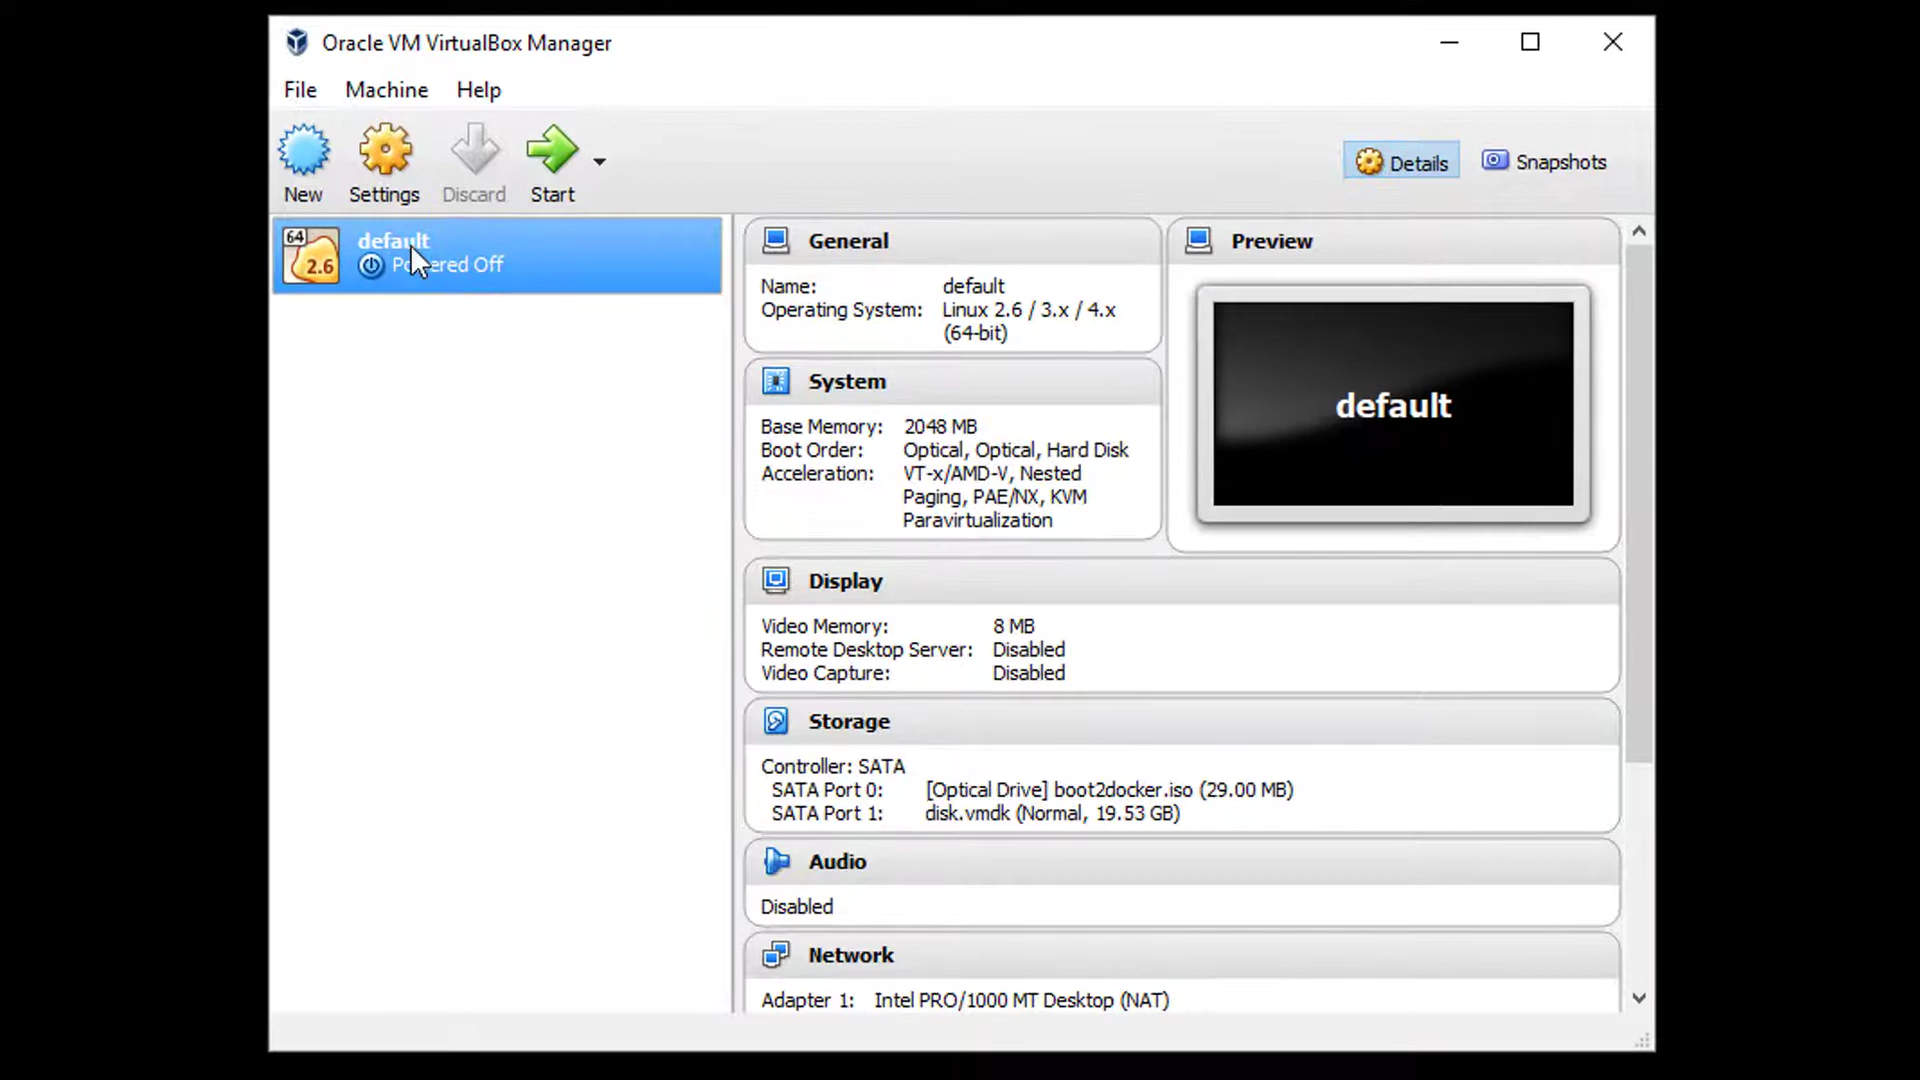 Oracle VM VirtualBox Manager
File Machine Help
New Settings Discard Start
Details Snapshots
64
2.6
default
Powered Off
General
Name: default
Operating System: Linux 2.6 / 3.x / 4.x
(64-bit)
System
Base Memory: 2048 MB
Boot Order: Optical, Optical, Hard Disk
Acceleration: VT-x/AMD-V, Nested
Paging, PAE/NX, KVM
Paravirtualization
Preview
default
Display
Video Memory: 8 MB
Remote Desktop Server: Disabled
Video Capture: Disabled
Storage
Controller: SATA
SATA Port 0: [Optical Drive] boot2docker.iso (29.00 MB)
SATA Port 1: disk.vmdk (Normal, 19.53 GB)
Audio
Disabled
Network
Adapter 1: Intel PRO/1000 MT Desktop (NAT)